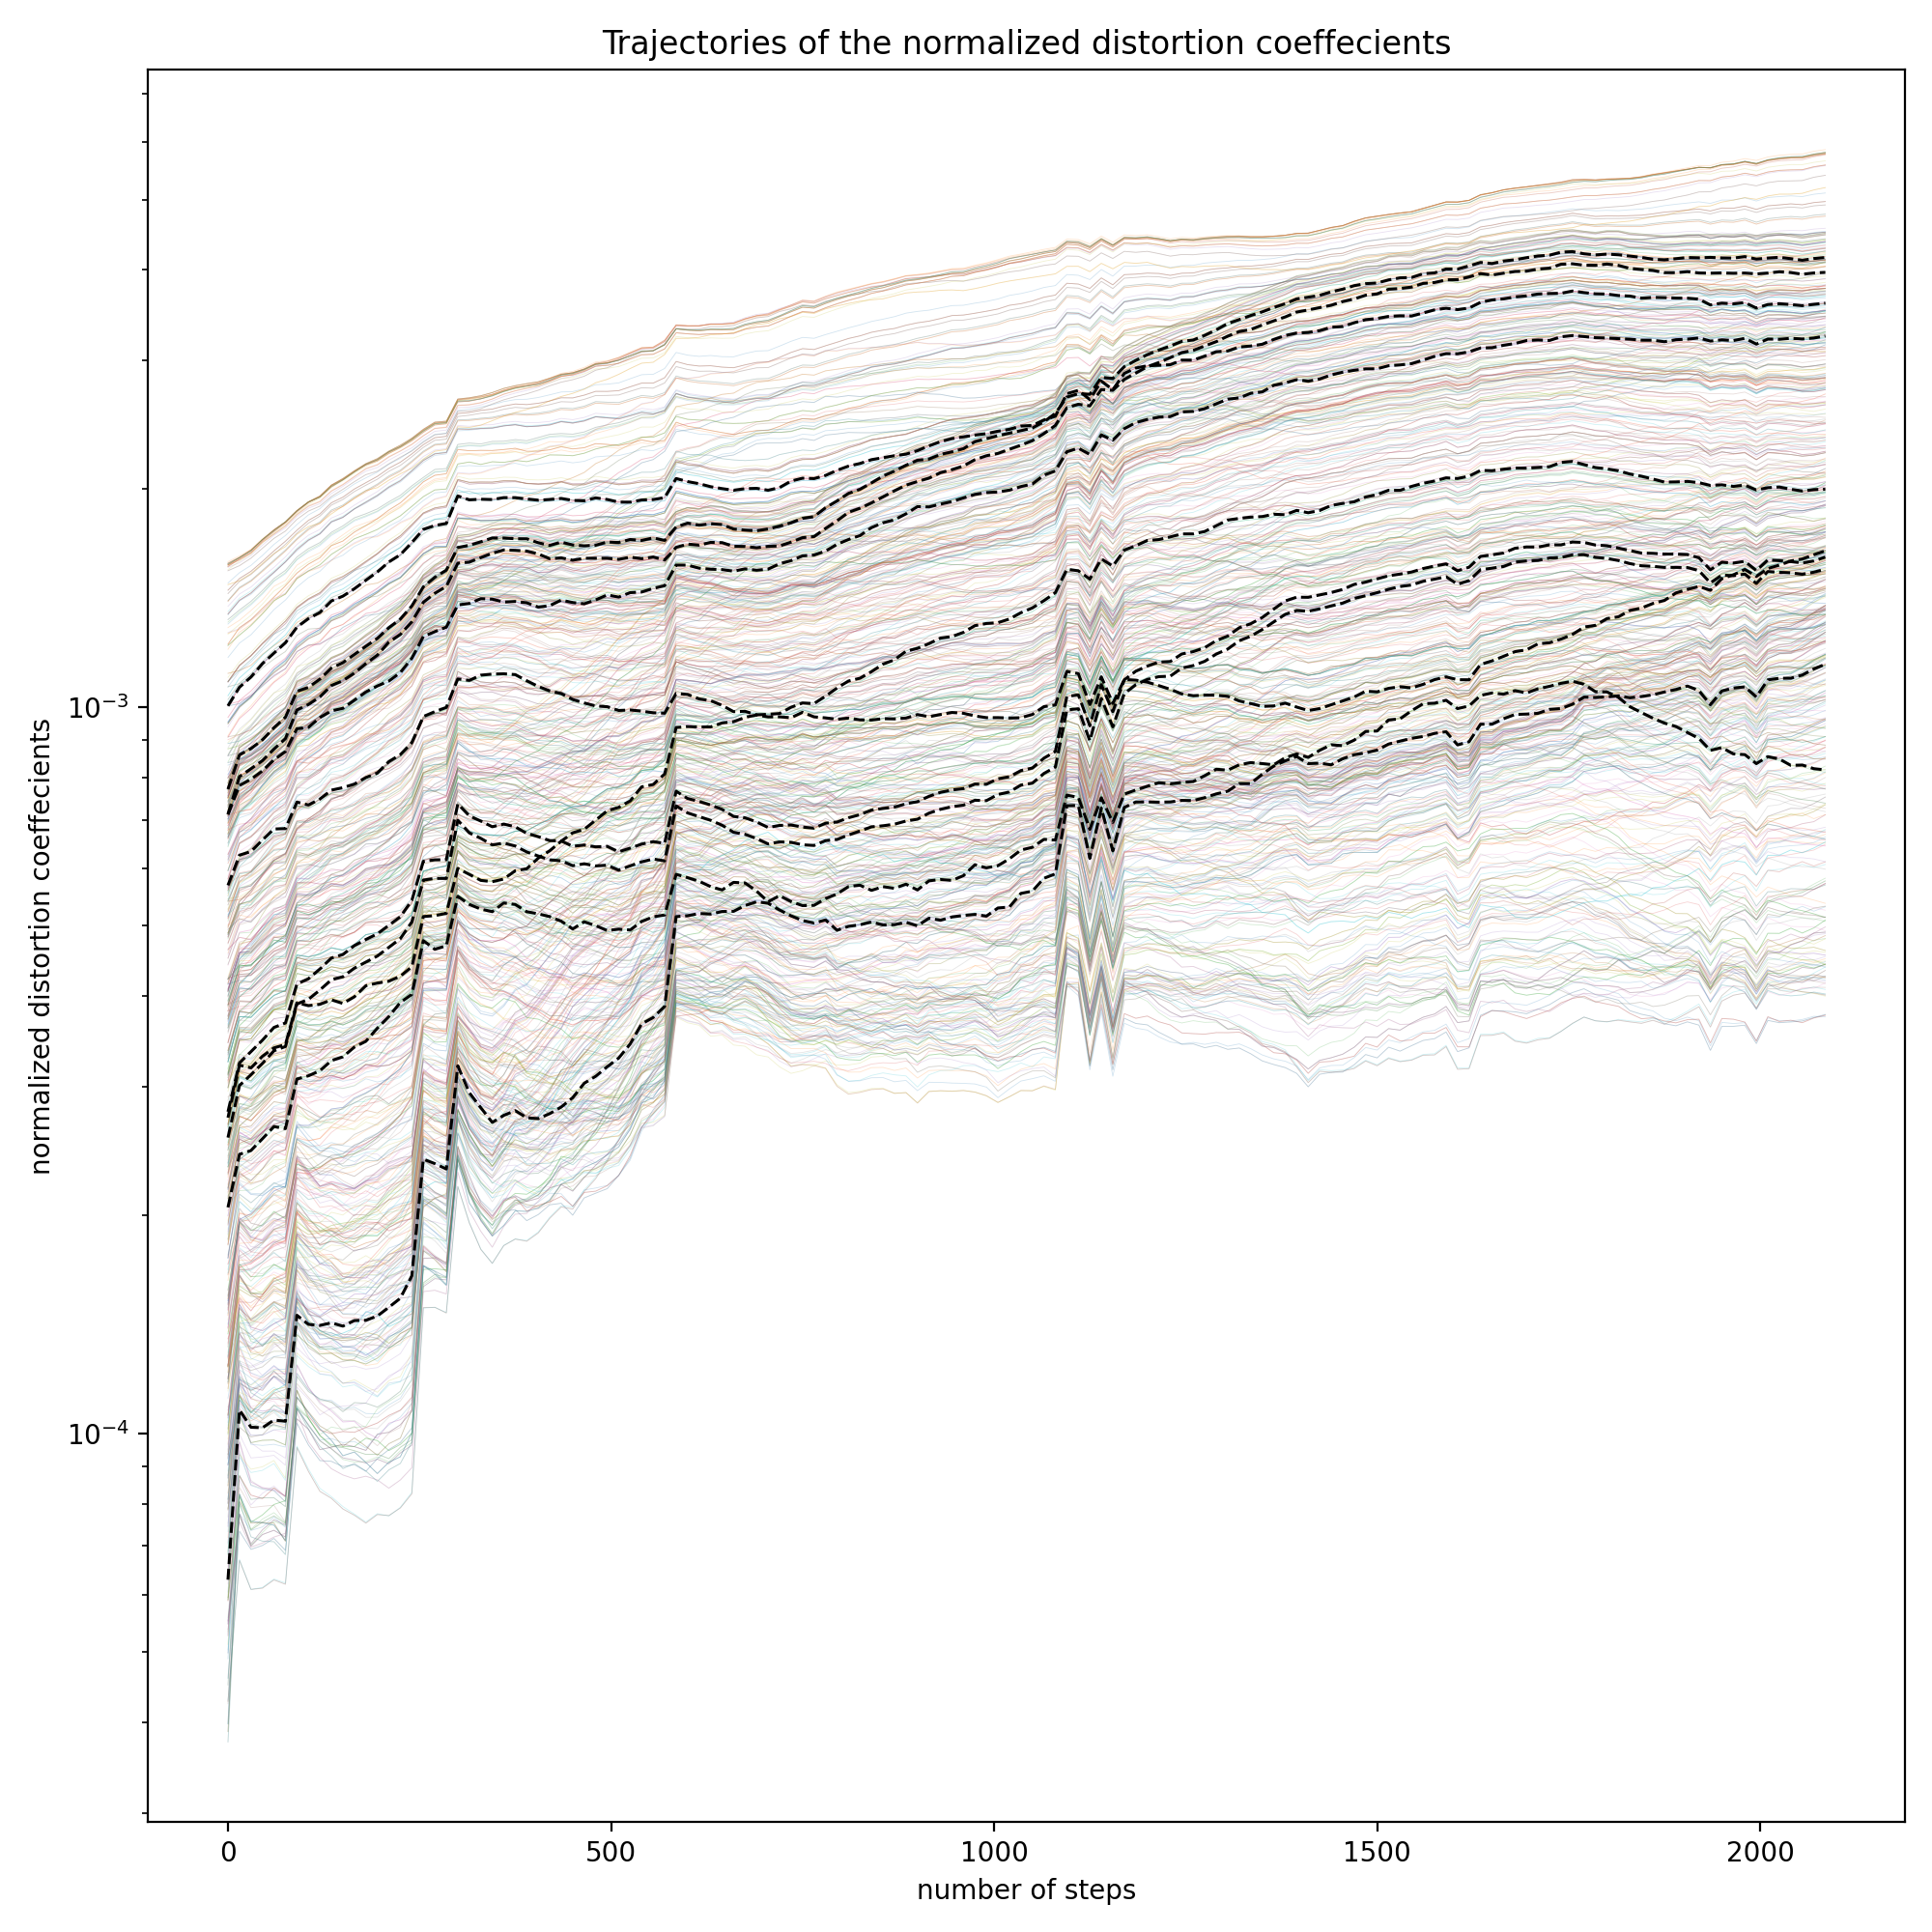 Trajectories of the normalized distortion coeffecients
normalized distortion coeffecients
10⁻³
10⁻⁴
0 500 1000 1500 2000
number of steps